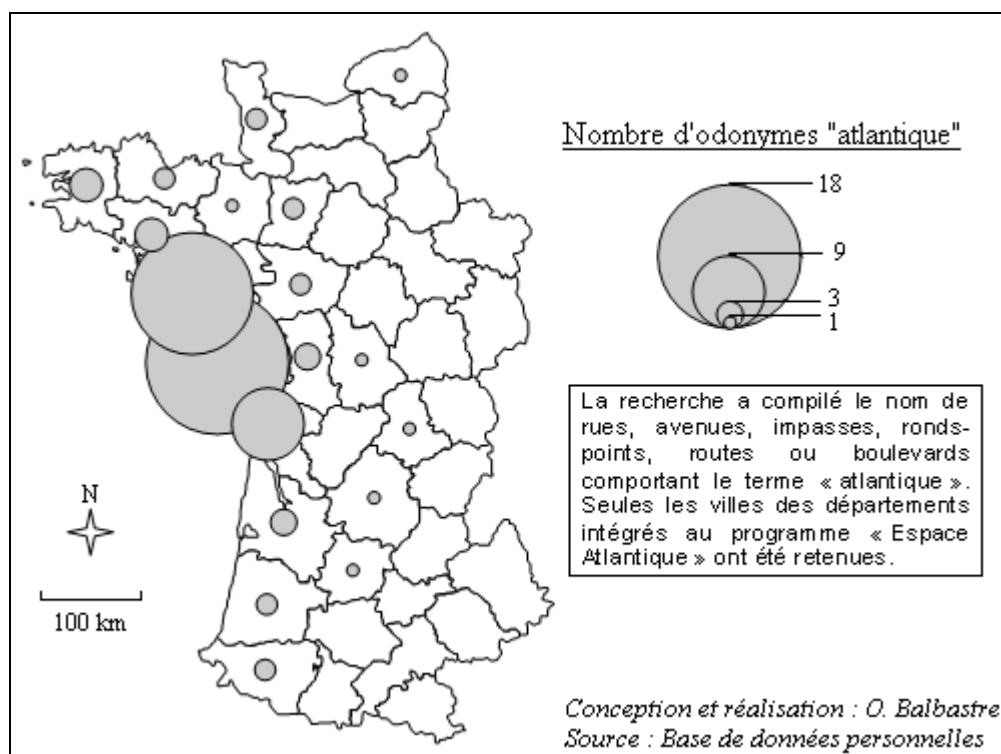 Nombre d'odonymes "atlantique"
18
9
3
1
La recherche a compilé le nom de
rues, avenues, impasses, ronds-
points, routes ou boulevards
comportant le terme « atlantique ».
Seules les villes des départements
intégrés au programme « Espace
Atlantique » ont été retenues.
N
100 km
Conception et réalisation : O. Balbastre
Source : Base de données personnelles